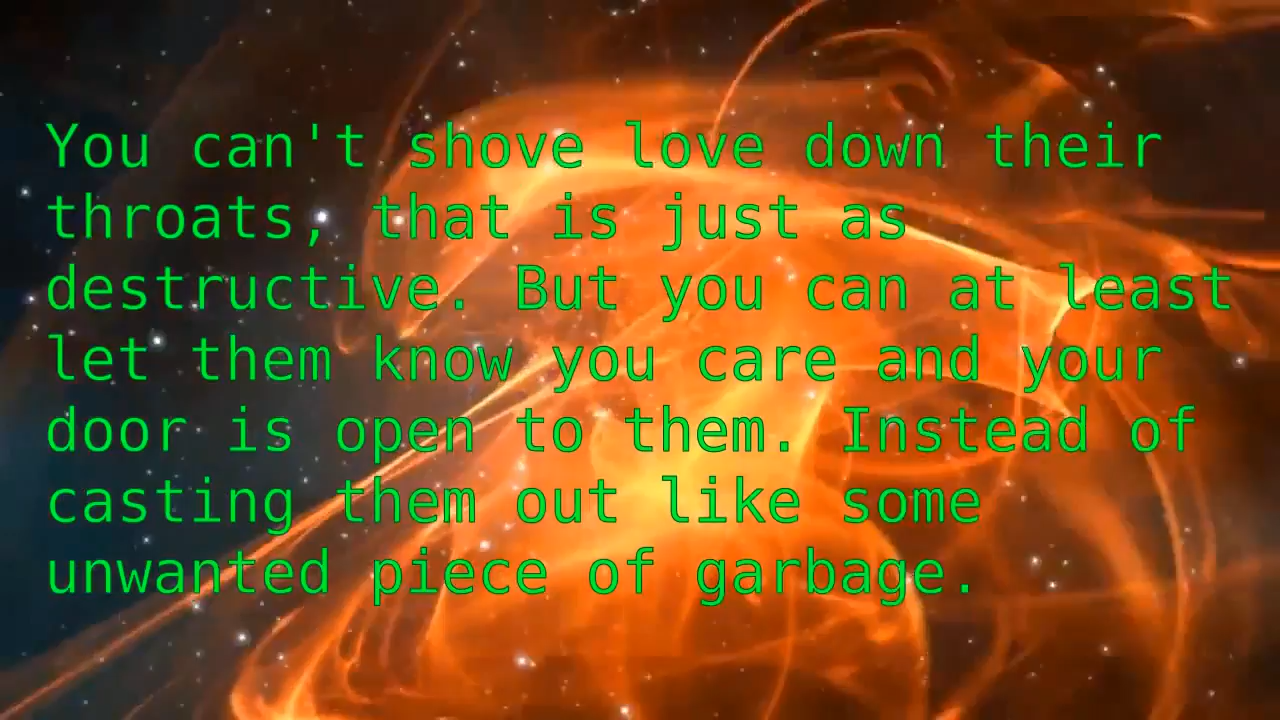 You can't shove love down their
throats, that is just as
destructive. But you can at least
let them know you care and your
door is open to them. Instead of
casting them out like some
unwanted piece of garbage.